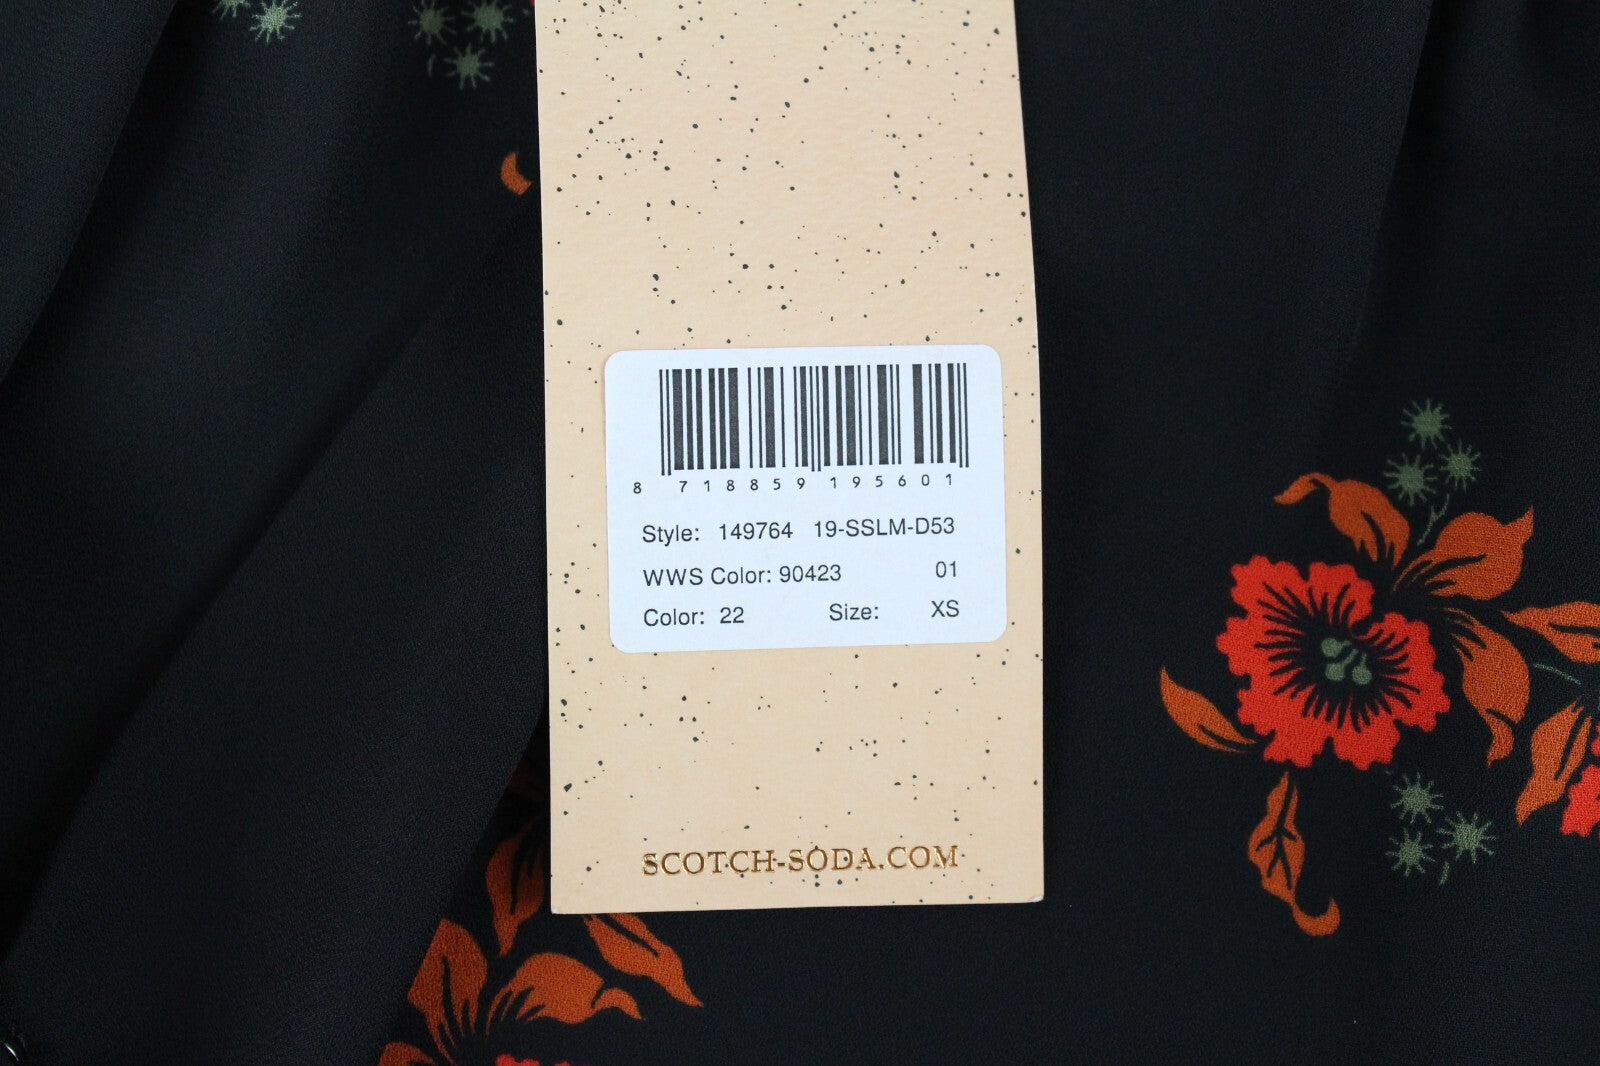 8 718859 195601
Style: 149764 19-SSLM-D53
WWS Color: 90423 01
Color: 22 Size: XS
SCOTCH-SODA.COM